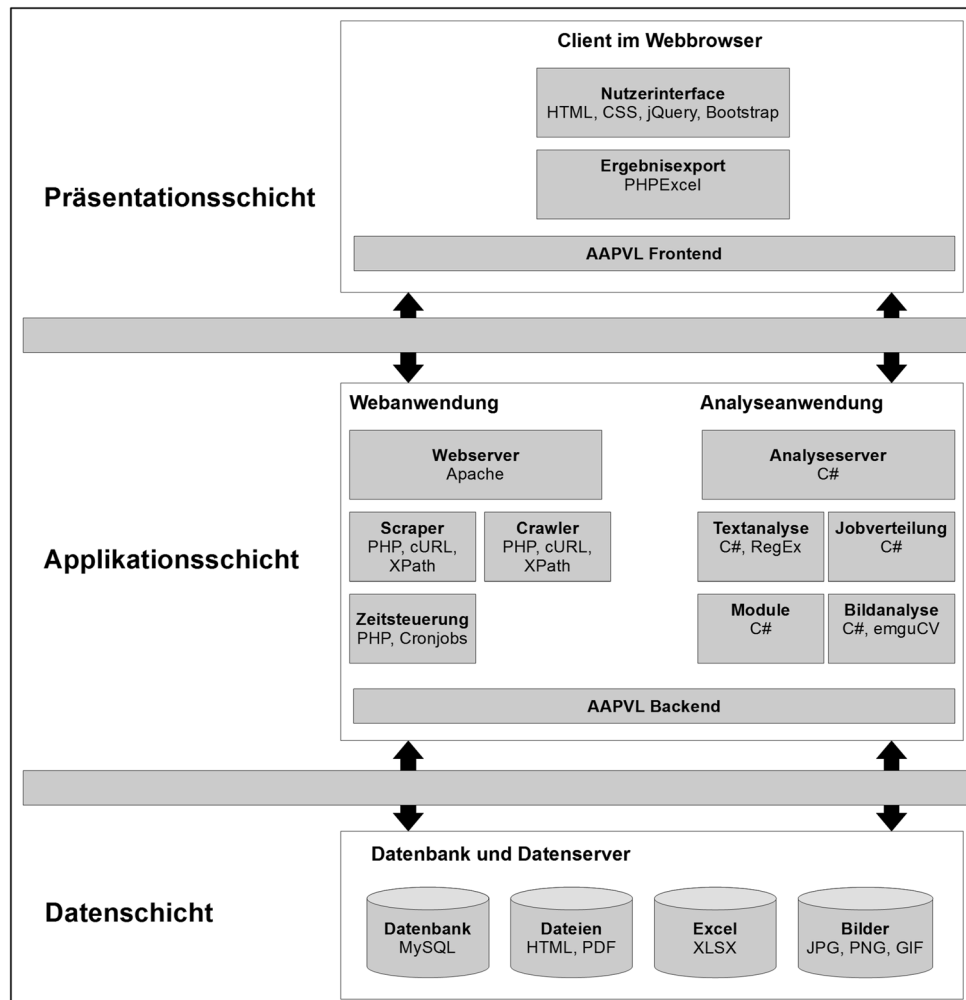 Client im Webbrowser
Nutzerinterface
HTML, CSS, jQuery, Bootstrap
Ergebnisexport
PHPExcel
Präsentationsschicht
AAPVL Frontend
Webanwendung
Analyseanwendung
Webserver
Apache
Analyseserver
C#
Scraper
PHP, cURL,
XPath
Crawler
PHP, cURL,
XPath
Textanalyse
C#, RegEx
Jobverteilung
C#
Applikationsschicht
Zeitsteuerung
PHP, Cronjobs
Module
C#
Bildanalyse
C#, emguCV
AAPVL Backend
Datenbank und Datenserver
Datenschicht
Datenbank
MySQL
Dateien
HTML, PDF
Excel
XLSX
Bilder
JPG, PNG, GIF